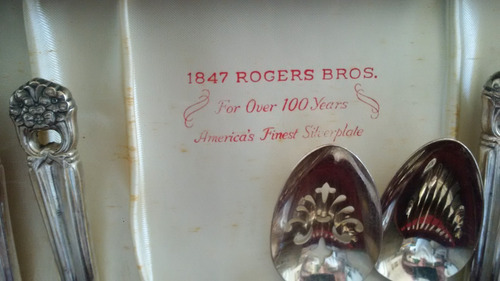 1847 ROGERS BROS.
For Over 100 Years
America's Finest Silverplate